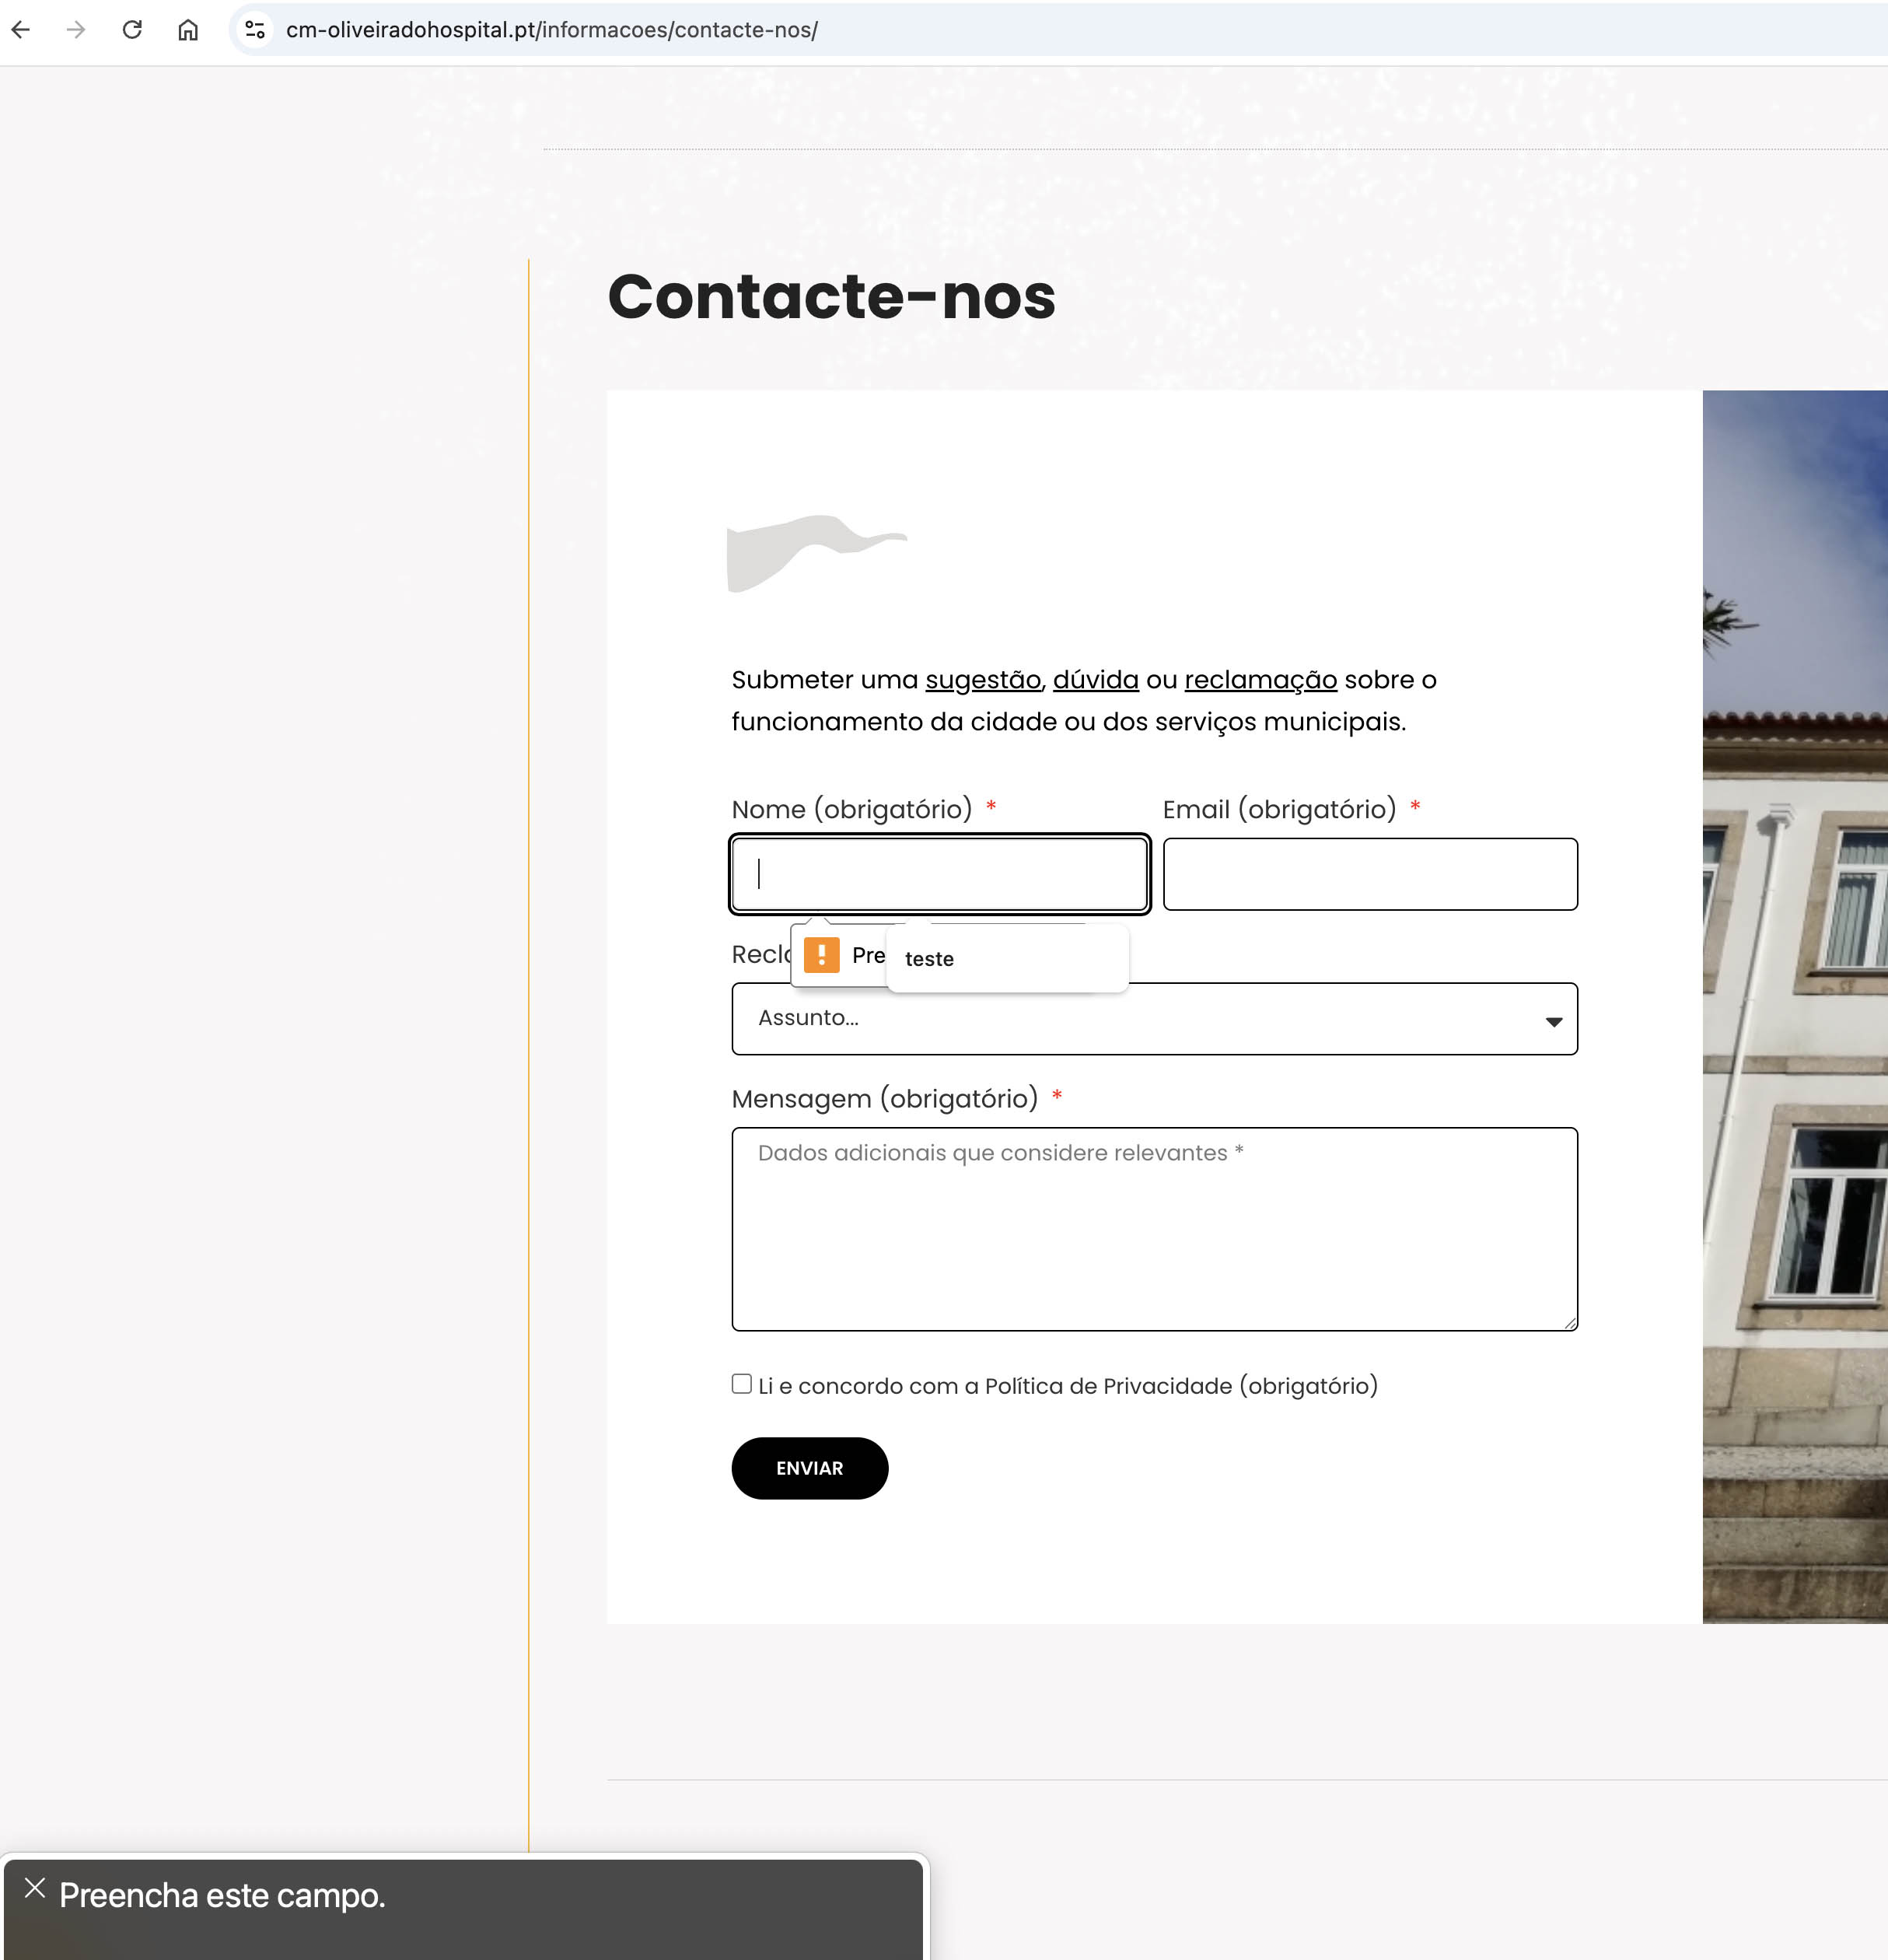 cm-oliveiradohospital.pt/informacoes/contacte-nos/
Contacte-nos
Submeter uma sugestão, dúvida ou reclamação sobre o
funcionamento da cidade ou dos serviços municipais.
Nome (obrigatório) *
Email (obrigatório) *
teste
Assunto...
Mensagem (obrigatório) *
Dados adicionais que considere relevantes *
Li e concordo com a Política de Privacidade (obrigatório)
ENVIAR
Preencha este campo.